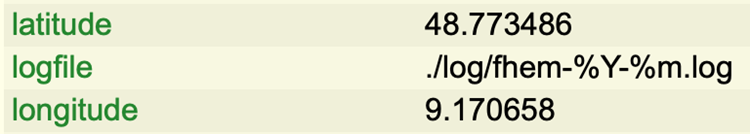 latitude 48.773486
logfile ./log/fhem-%Y-%m.log
longitude 9.170658